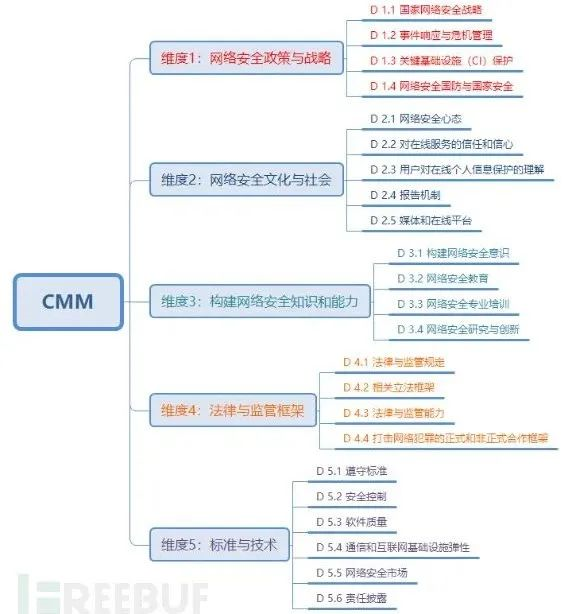 CMM
维度1：网络安全政策与战略
D 1.1 国家网络安全战略
D 1.2 事件响应与危机管理
D 1.3 关键基础设施（CI）保护
D 1.4 网络安全国防与国家安全
维度2：网络安全文化与社会
D 2.1 网络安全心态
D 2.2 对在线服务的信任和信心
D 2.3 用户对在线个人信息保护的理解
D 2.4 报告机制
D 2.5 媒体和在线平台
维度3：构建网络安全知识和能力
D 3.1 构建网络安全意识
D 3.2 网络安全教育
D 3.3 网络安全专业培训
D 3.4 网络安全研究与创新
维度4：法律与监管框架
D 4.1 法律与监管规定
D 4.2 相关立法框架
D 4.3 法律与监管能力
D 4.4 打击网络犯罪的正式和非正式合作框架
维度5：标准与技术
D 5.1 遵守标准
D 5.2 安全控制
D 5.3 软件质量
D 5.4 通信和互联网基础设施弹性
D 5.5 网络安全市场
D 5.6 责任披露
FREEBUF